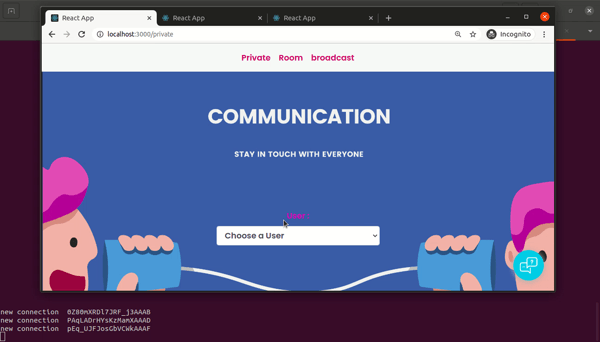 React App
React App
React App
localhost:3000/private
Incognito
Private Room broadcast
COMMUNICATION
STAY IN TOUCH WITH EVERYONE
Choose a User
new connection 0Z80mXRDl7JRF_j3AAAB
new connection PAqLADrHYsKzMamXAAAD
new connection pEq_UJFJosGbVCWkAAAF